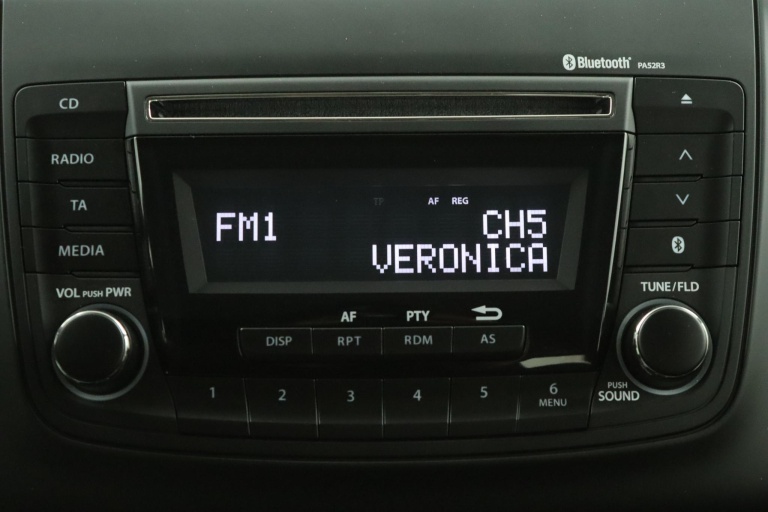 Bluetooth® PA52R3
CD
RADIO
TA
MEDIA
TP AF REG
FM1 CH5
VERONICA
VOL PUSH PWR
TUNE/FLD
AF PTY
DISP RPT RDM AS
1 2 3 4 5 6
MENU
PUSH
SOUND